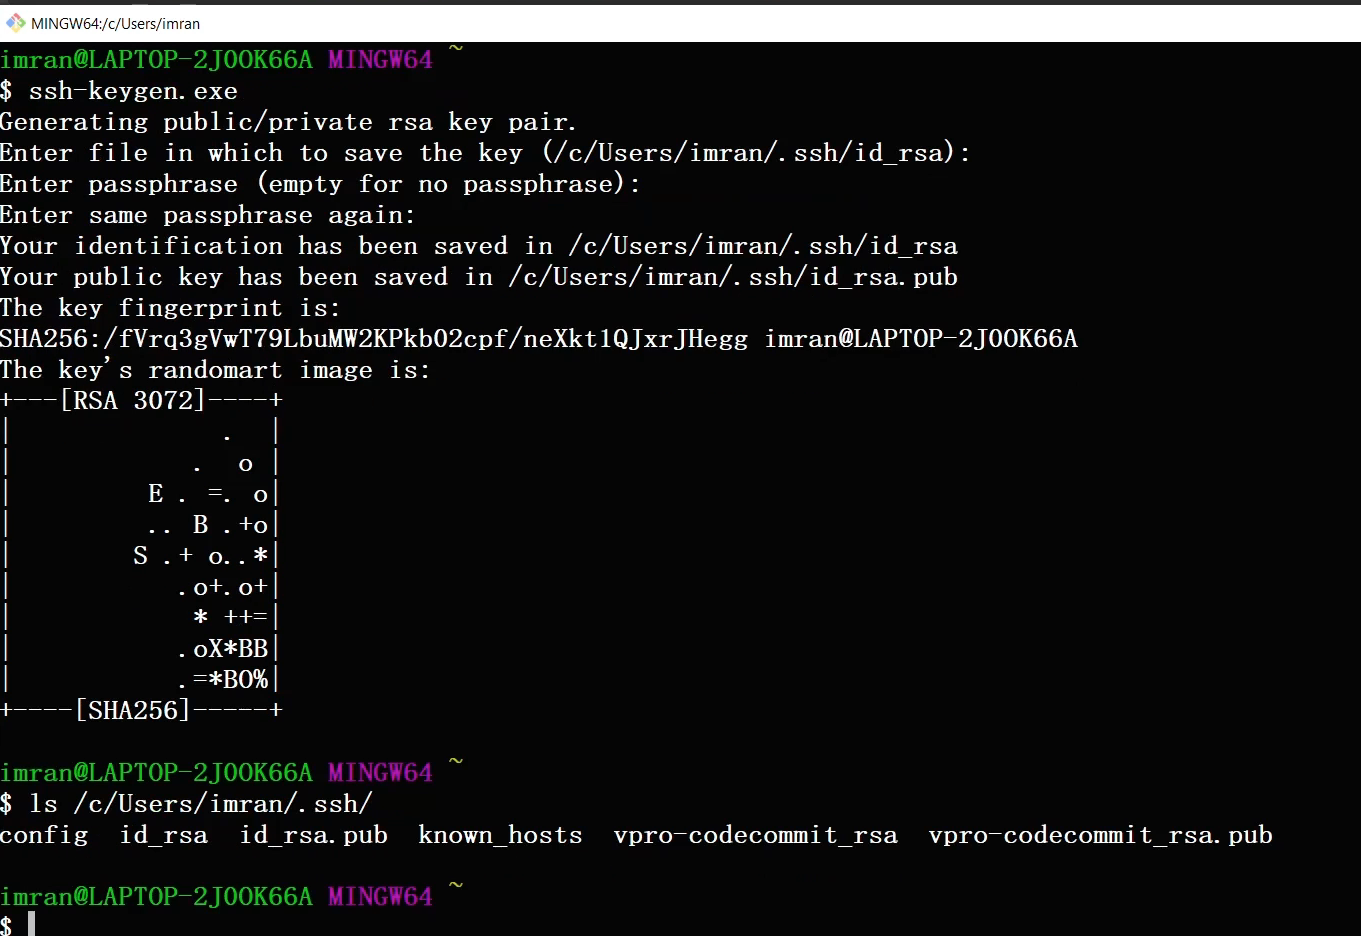 MINGW64:/c/Users/imran
imran@LAPTOP-2J0OK66A MINGW64 ~
$ ssh-keygen.exe
Generating public/private rsa key pair.
Enter file in which to save the key (/c/Users/imran/.ssh/id_rsa):
Enter passphrase (empty for no passphrase):
Enter same passphrase again:
Your identification has been saved in /c/Users/imran/.ssh/id_rsa
Your public key has been saved in /c/Users/imran/.ssh/id_rsa.pub
The key fingerprint is:
SHA256:/fVrq3gVwT79LbuMW2KPkbO2cpf/neXkt1QJxrJHegg imran@LAPTOP-2J0OK66A
The key's randomart image is:
+---[RSA 3072]----+
|              .  |
|            .  o |
|         E . =. o|
|         .. B .+o|
|        S .+ o..*|
|           .o+.o+|
|            * ++=|
|           .oX*BB|
|           .=*BO%|
+----[SHA256]-----+
imran@LAPTOP-2J0OK66A MINGW64 ~
$ ls /c/Users/imran/.ssh/
config  id_rsa  id_rsa.pub  known_hosts  vpro-codecommit_rsa  vpro-codecommit_rsa.pub
imran@LAPTOP-2J0OK66A MINGW64 ~
$